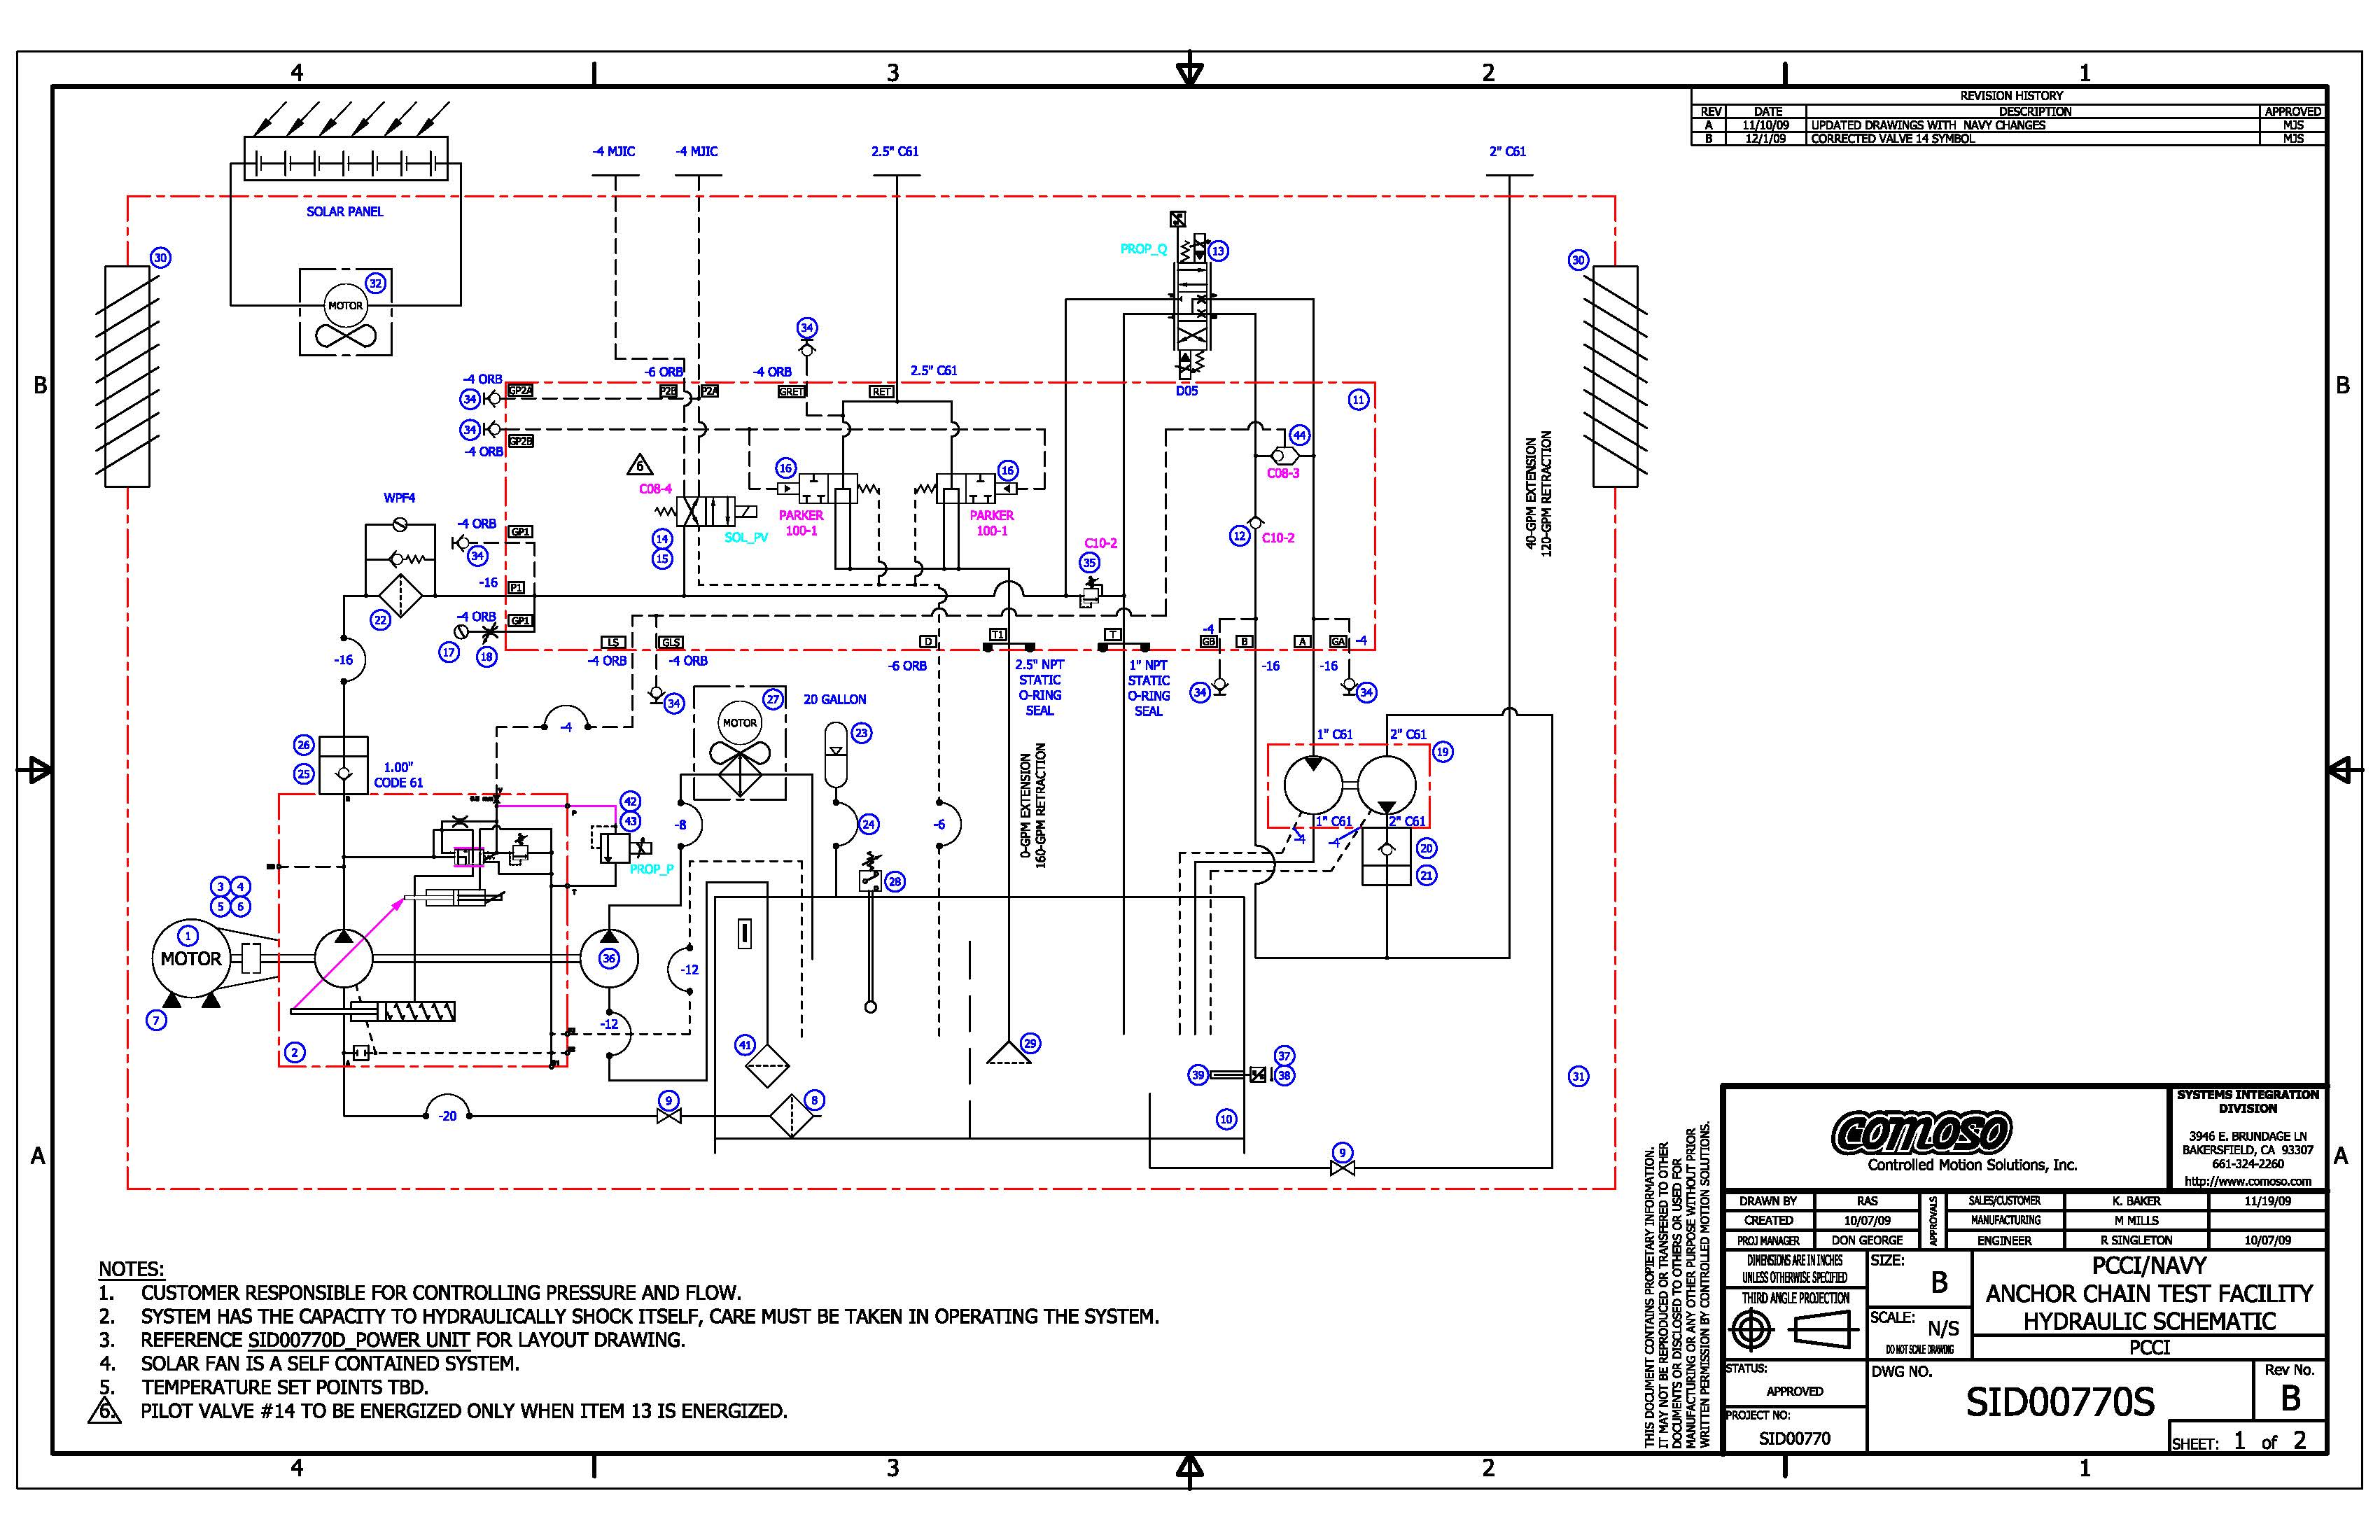 4 3 2 1
REVISION HISTORY
REV DATE DESCRIPTION APPROVED
A 11/10/09 UPDATED DRAWINGS WITH NAVY CHANGES MJS
B 12/1/09 CORRECTED VALVE 14 SYMBOL MJS
-4 MJIC -4 MJIC 2.5" C61 2" C61
SOLAR PANEL
30
32
MOTOR
PROP_Q 13
30
34
B
-4 ORB
-6 ORB
-4 ORB
2.5" C61
D05
B
34 GP2A P2B P2A GRET RET
11
34 GP2B
-4 ORB
44
C08-3
6
C08-4
16
16
PARKER
100-1
PARKER
100-1
WPF4
-4 ORB GP1
34
14
15
SOL_PV
C10-2
35
12 C10-2
40-GPM EXTENSION
120-GPM RETRACTION
-16 P1
22
-4 ORB GP1
17 18
-16
LS GLS D T1 T GB B A GA
-4 -4
-4 ORB -4 ORB -6 ORB
2.5" NPT
STATIC
O-RING
SEAL
1" NPT
STATIC
O-RING
SEAL
-16 -16
34
34
34
27
MOTOR
20 GALLON
23
-4
26
25
1.00"
CODE 61
1" C61 2" C61
19
0-GPM EXTENSION
160-GPM RETRACTION
42
43
PROP_P
-8
24
-6
1" C61 2" C61
-4 -4
20
21
28
3 4
5 6
1
MOTOR
7
2
P
T
36
-12
-12
41
29
37
39 38
31
10
8
9
-20
9
A A
NOTES:
1. CUSTOMER RESPONSIBLE FOR CONTROLLING PRESSURE AND FLOW.
2. SYSTEM HAS THE CAPACITY TO HYDRAULICALLY SHOCK ITSELF, CARE MUST BE TAKEN IN OPERATING THE SYSTEM.
3. REFERENCE SID00770D_POWER UNIT FOR LAYOUT DRAWING.
4. SOLAR FAN IS A SELF CONTAINED SYSTEM.
5. TEMPERATURE SET POINTS TBD.
6. PILOT VALVE #14 TO BE ENERGIZED ONLY WHEN ITEM 13 IS ENERGIZED.
THIS DOCUMENT CONTAINS PROPIETARY INFORMATION.
IT MAY NOT BE REPRODUCED OR TRANSFERED TO OTHER
DOCUMENTS OR DISCLOSED TO OTHERS OR USED FOR
MANUFACTURING OR ANY OTHER PURPOSE WITHOUT PRIOR
WRITTEN PERMISSION BY CONTROLLED MOTION SOLUTIONS.
comoso
Controlled Motion Solutions, Inc.
SYSTEMS INTEGRATION
DIVISION
3946 E. BRUNDAGE LN
BAKERSFIELD, CA 93307
661-324-2260
http://www.comoso.com
DRAWN BY RAS APPROVALS SALES/CUSTOMER K. BAKER 11/19/09
CREATED 10/07/09 MANUFACTURING M MILLS
PROJ MANAGER DON GEORGE ENGINEER R SINGLETON 10/07/09
DIMENSIONS ARE IN INCHES
UNLESS OTHERWISE SPECIFIED
THIRD ANGLE PROJECTION
SIZE: B
SCALE: N/S
DO NOT SCALE DRAWING
PCCI/NAVY
ANCHOR CHAIN TEST FACILITY
HYDRAULIC SCHEMATIC
PCCI
STATUS:
APPROVED
PROJECT NO:
SID00770
DWG NO.
SID00770S
Rev No.
B
SHEET: 1 of 2
4 3 2 1